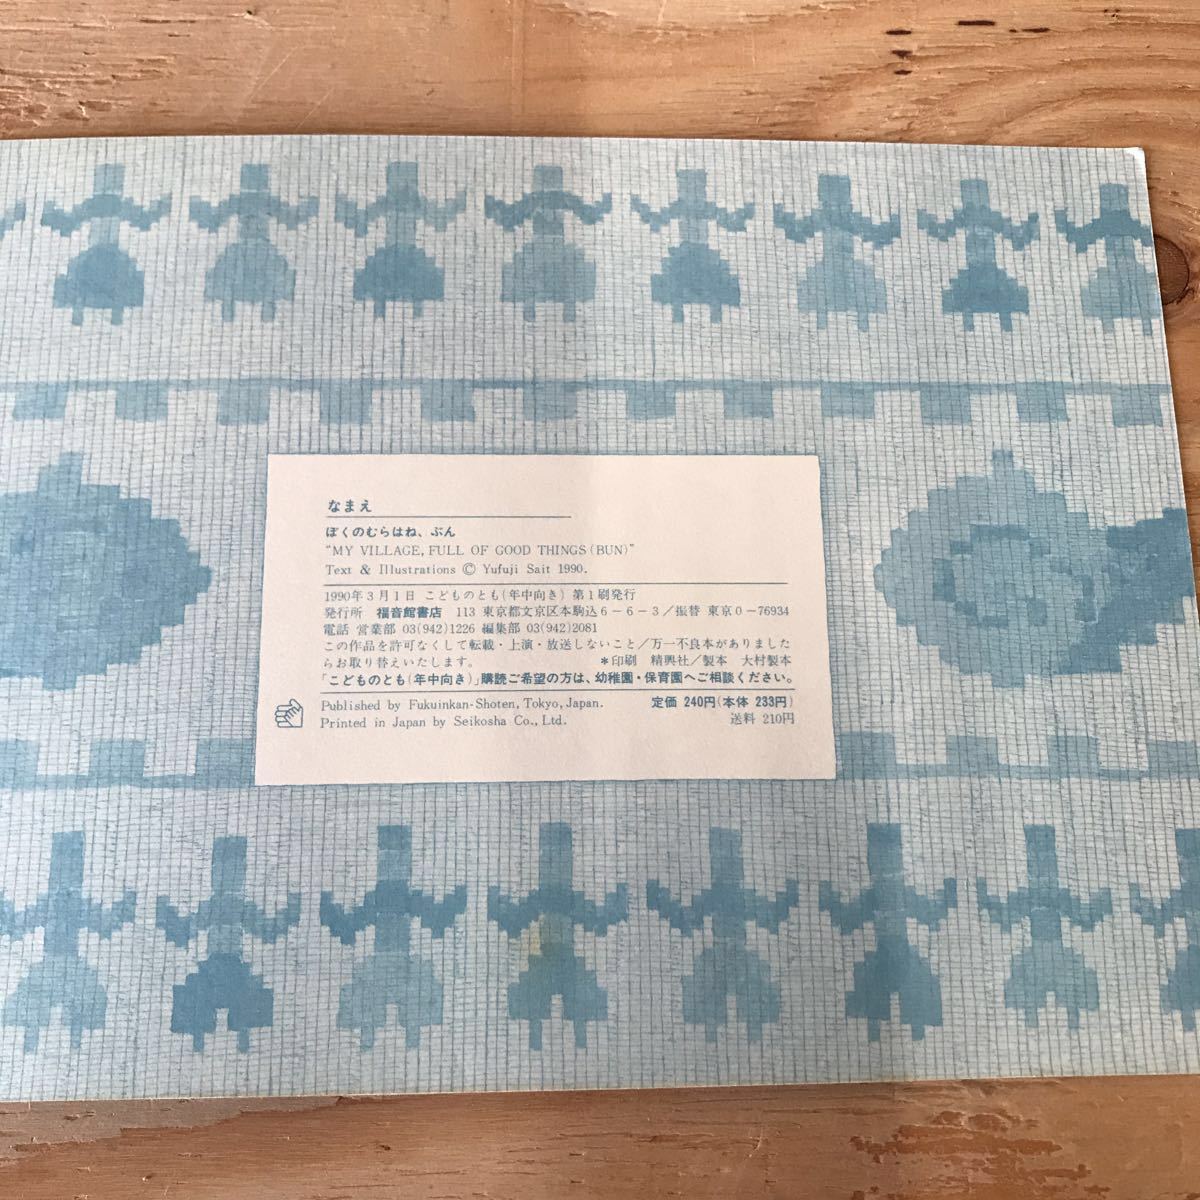 なまえ
ぼくのむらはね、ぶん
"MY VILLAGE, FULL OF GOOD THINGS (BUN)"
Text & Illustrations © Yufuji Sait 1990.
1990年3月1日 こどものとも(年中向き) 第1刷発行
発行所 福音館書店 113 東京都文京区本駒込6-6-3/振替 東京0-76934
電話 営業部 03(942)1226 編集部 03(942)2081
この作品を許可なくして転載・上演・放送しないこと/万一不良本がありました
らお取り替えいたします。 *印刷 精興社/製本 大村製本
「こどものとも(年中向き)」購読ご希望の方は、幼稚園・保育園へご相談ください。
Published by Fukuinkan-Shoten, Tokyo, Japan. 定価 240円(本体 233円)
Printed in Japan by Seikosha Co., Ltd. 送料 210円